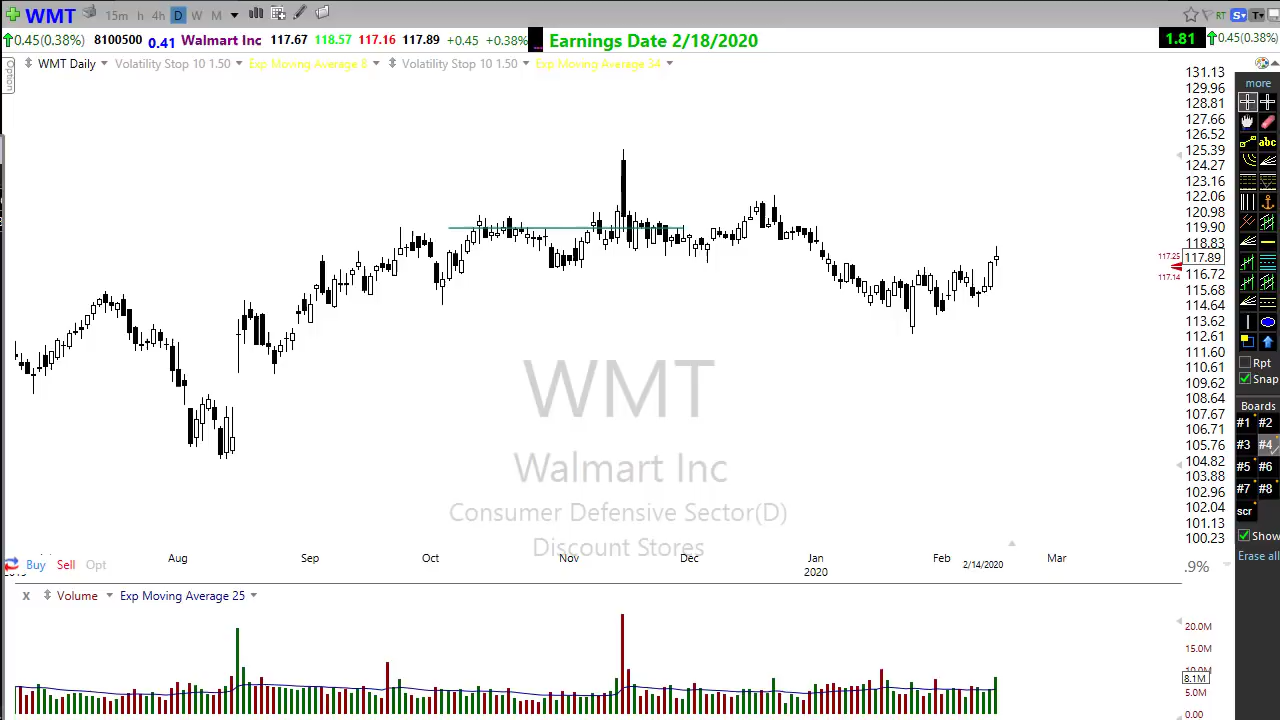 WMT 15m h 4h D W M RT S T
0.45(0.38%) 8100500 0.41 Walmart Inc 117.67 118.57 117.16 117.89 +0.45 +0.38% Earnings Date 2/18/2020 1.81 0.45(0.38%)
Option WMT Daily Volatility Stop 10 1.50 Exp Moving Average 8 Volatility Stop 10 1.50 Exp Moving Average 34
131.13
129.96
128.81
127.66
126.52
125.39
124.27
123.16
122.06
120.98
119.90
118.83
117.25 117.89
117.14 116.72
115.68
114.64
113.62
112.61
111.60
110.61
109.62
108.64
107.67
106.71
105.76
104.82
103.88
102.96
102.04
101.13
100.23
WMT
Walmart Inc
Consumer Defensive Sector(D)
Discount Stores
Aug Sep Oct Nov Dec Jan Feb Mar
2020 2/14/2020
Buy Sell Opt .9%
x Volume Exp Moving Average 25
20.0M
15.0M
10.0M
8.1M
5.0M
0.00
more
abc
Rpt
Snap
Boards
#1 #2
#3 #4
#5 #6
#7 #8
scr
Show
Erase all